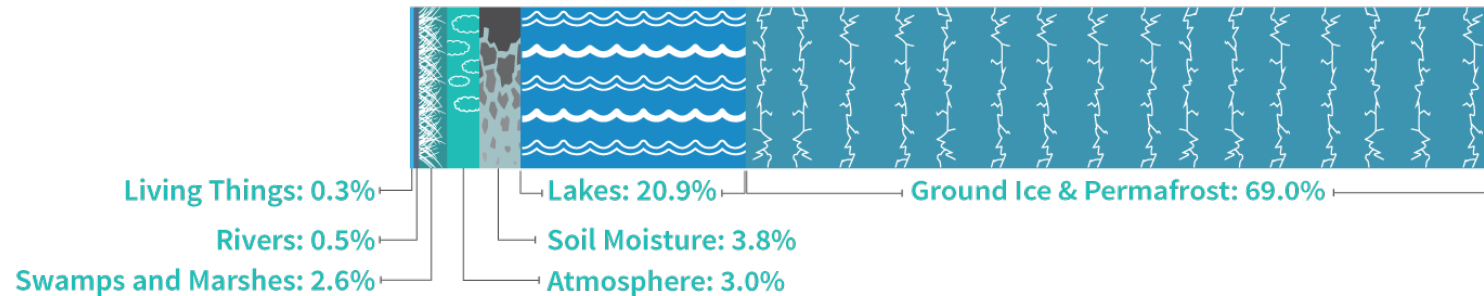 Living Things: 0.3%
Lakes: 20.9%
Ground Ice & Permafrost: 69.0%
Rivers: 0.5%
Soil Moisture: 3.8%
Swamps and Marshes: 2.6%
Atmosphere: 3.0%